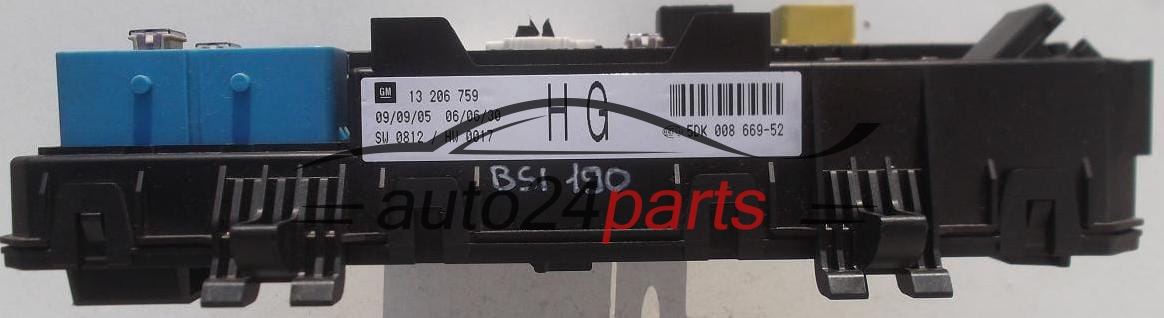 GM 13 206 759
09/09/05 06/06/30
SW 0812 / HW 0017
H G
5DK 008 669-52
BSI 190
auto24parts